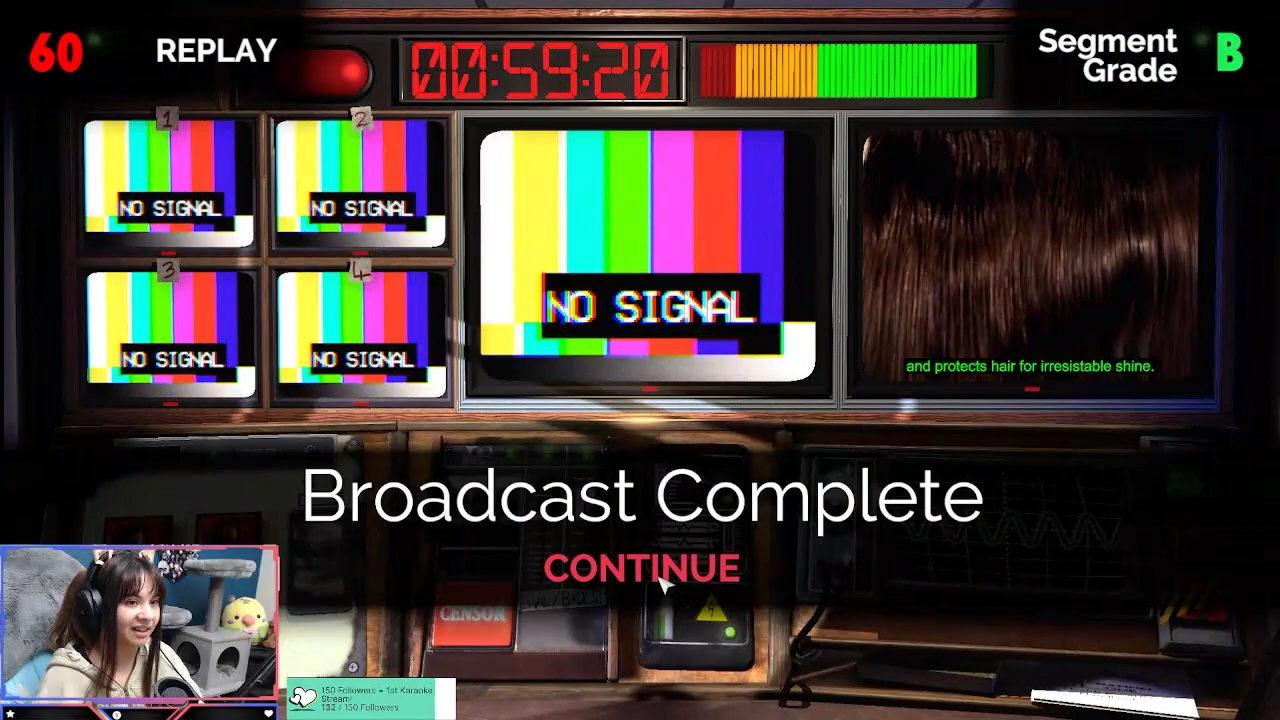 60
REPLAY
00:59:20
Segment
Grade
B
1
2
NO SIGNAL
NO SIGNAL
NO SIGNAL
3
4
NO SIGNAL
NO SIGNAL
and protects hair for irresistable shine.
Broadcast Complete
CONTINUE
CENSOR
150 Followers = 1st Karaoke
Stream!
132 / 150 Followers